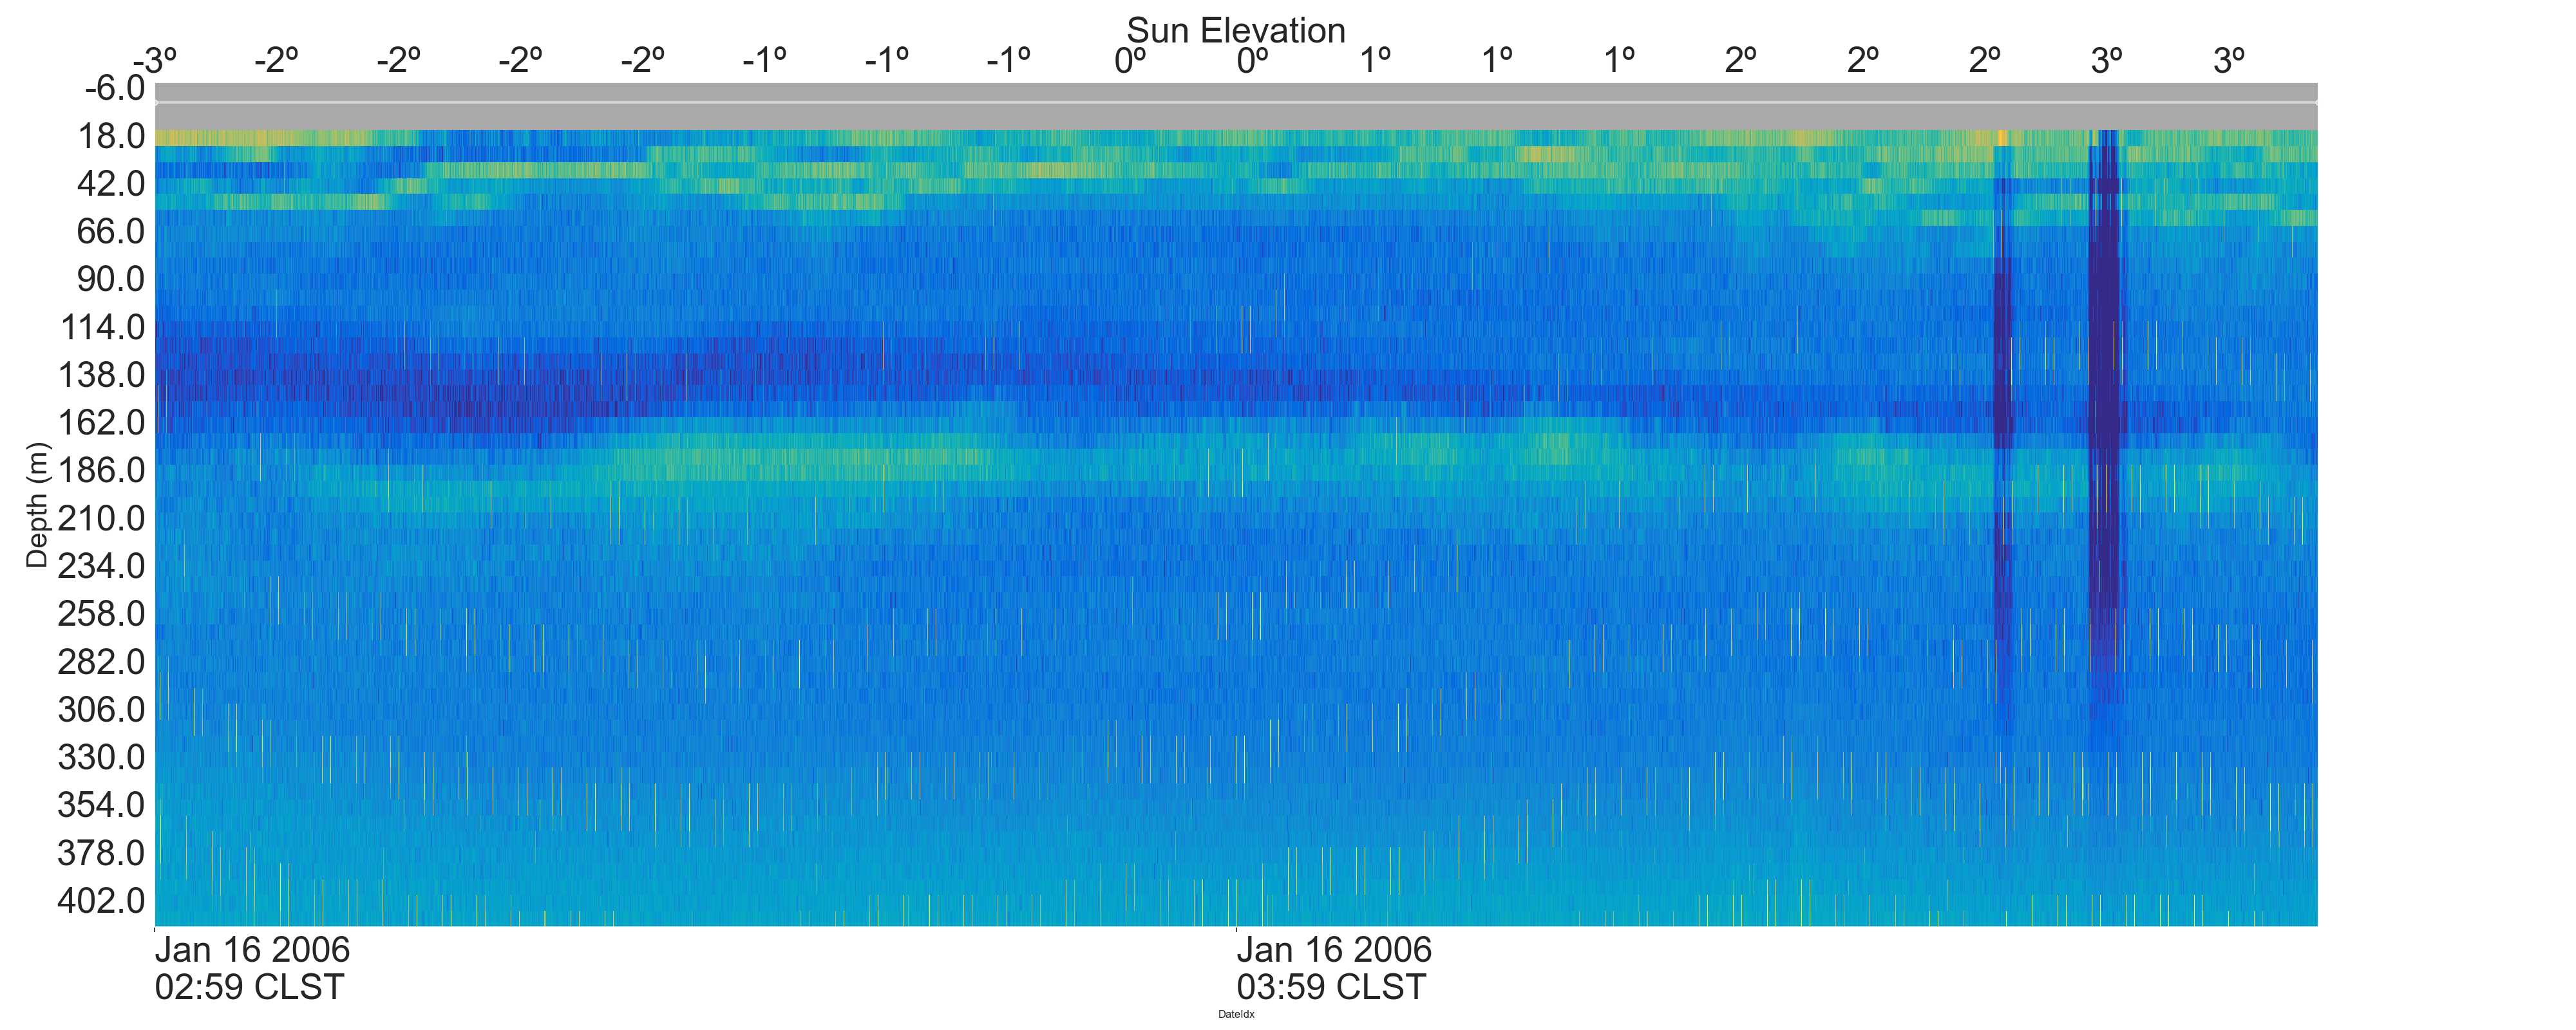 Sun Elevation
-3º -2º -2º -2º -2º -1º -1º -1º 0º 0º 1º 1º 1º 2º 2º 2º 3º 3º
-6.0
18.0
42.0
66.0
90.0
114.0
138.0
162.0
186.0
210.0
234.0
258.0
282.0
306.0
330.0
354.0
378.0
402.0
Depth (m)
Jan 16 2006
02:59 CLST
Jan 16 2006
03:59 CLST
DateIdx